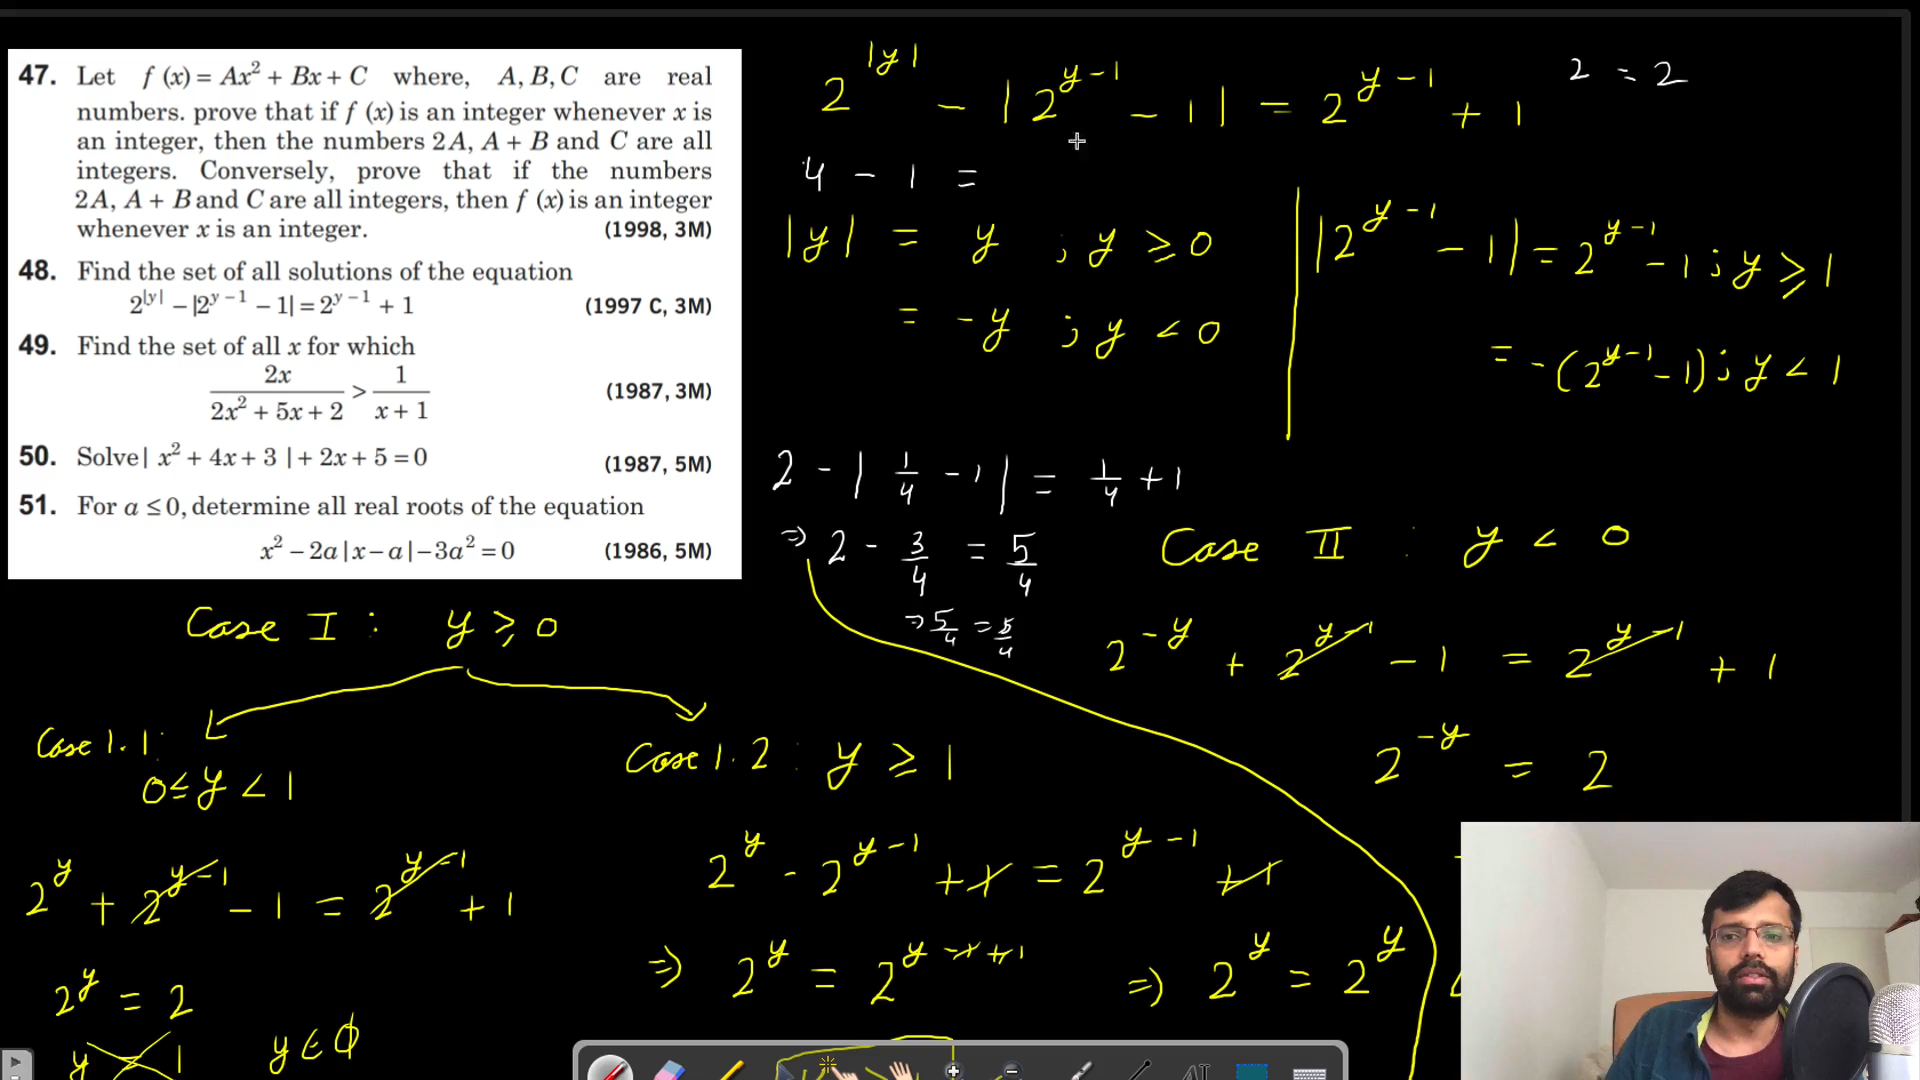 47. Let f (x) = Ax² + Bx + C where, A, B, C are real
numbers. prove that if f (x) is an integer whenever x is
an integer, then the numbers 2A, A + B and C are all
integers. Conversely, prove that if the numbers
2A, A + B and C are all integers, then f (x) is an integer
whenever x is an integer. (1998, 3M)
48. Find the set of all solutions of the equation
2^|y| − |2^(y−1) − 1| = 2^(y−1) + 1 (1997 C, 3M)
49. Find the set of all x for which
2x / (2x² + 5x + 2) > 1 / (x + 1) (1987, 3M)
50. Solve | x² + 4x + 3 | + 2x + 5 = 0 (1987, 5M)
51. For a ≤ 0, determine all real roots of the equation
x² − 2a |x − a| − 3a² = 0 (1986, 5M)
2^|y| − |2^(y−1) − 1| = 2^(y−1) + 1
2 = 2
4 − 1 =
|y| = y ; y ≥ 0
= −y ; y < 0
|2^(y−1) − 1| = 2^(y−1) − 1 ; y ≥ 1
= −(2^(y−1) − 1) ; y < 1
2 − | 1/4 − 1 | = 1/4 + 1
⇒ 2 − 3/4 = 5/4
⇒ 5/4 = 5/4
Case I : y ≥ 0
Case 1.1 :
0 ≤ y < 1
2^y + 2^(y−1) − 1 = 2^(y−1) + 1
2^y = 2
y 1
y ∈ ϕ
Case 1.2 : y ≥ 1
2^y − 2^(y−1) + 1 = 2^(y−1) + 1
⇒ 2^y = 2^(y−1+1)
⇒ 2^y = 2^y
Case II : y < 0
2^(−y) + 2^(y−1) − 1 = 2^(y−1) + 1
2^(−y) = 2